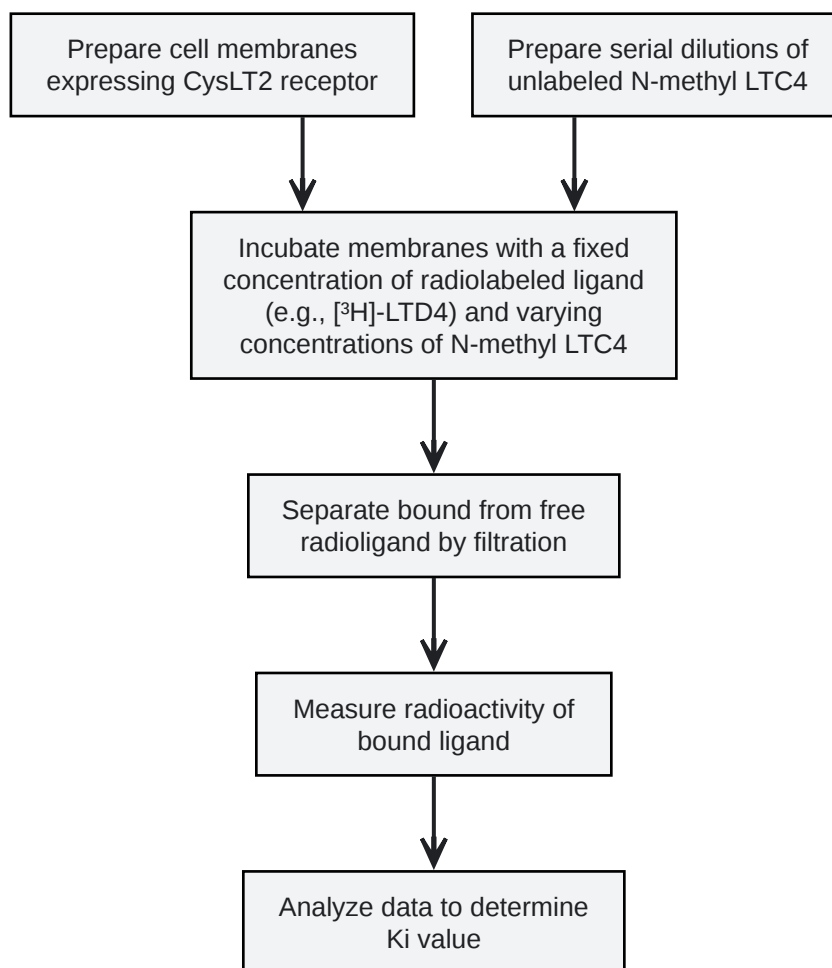 Prepare cell membranes
expressing CysLT2 receptor
Prepare serial dilutions of
unlabeled N-methyl LTC4
Incubate membranes with a fixed
concentration of radiolabeled ligand
(e.g., [³H]-LTD4) and varying
concentrations of N-methyl LTC4
Separate bound from free
radioligand by filtration
Measure radioactivity of
bound ligand
Analyze data to determine
Ki value